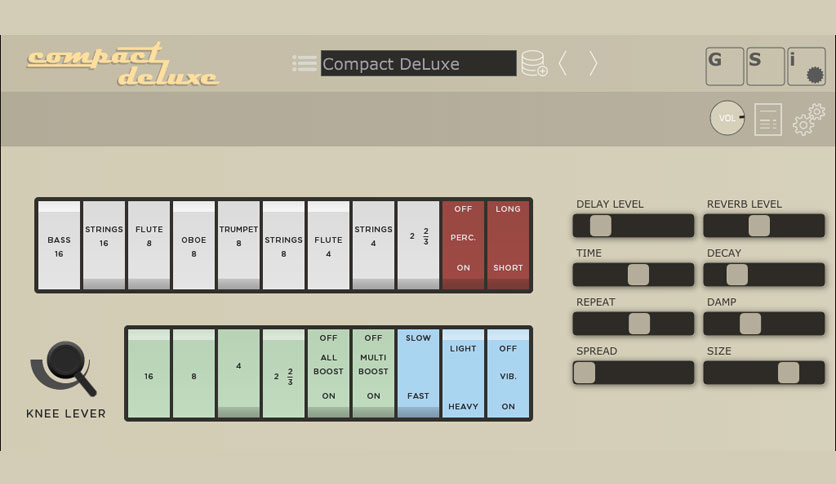 compact
deluxe
Compact DeLuxe
G S i
VOL
BASS
16
STRINGS
16
FLUTE
8
OBOE
8
TRUMPET
8
STRINGS
8
FLUTE
4
STRINGS
4
2 2/3
OFF
PERC.
ON
LONG
SHORT
DELAY LEVEL
REVERB LEVEL
TIME
DECAY
REPEAT
DAMP
SPREAD
SIZE
KNEE LEVER
16
8
4
2 2/3
OFF
ALL
BOOST
ON
OFF
MULTI
BOOST
ON
SLOW
FAST
LIGHT
HEAVY
OFF
VIB.
ON